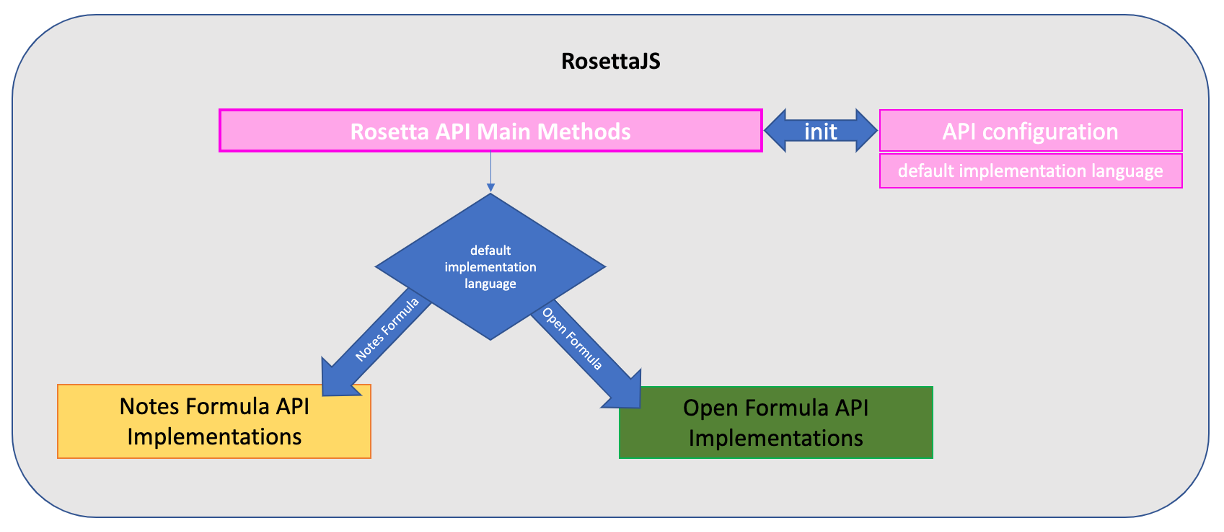 RosettaJS
Rosetta API Main Methods
init
API configuration
default implementation language
default
implementation
language
Notes Formula
Open Formula
Notes Formula API
Implementations
Open Formula API
Implementations